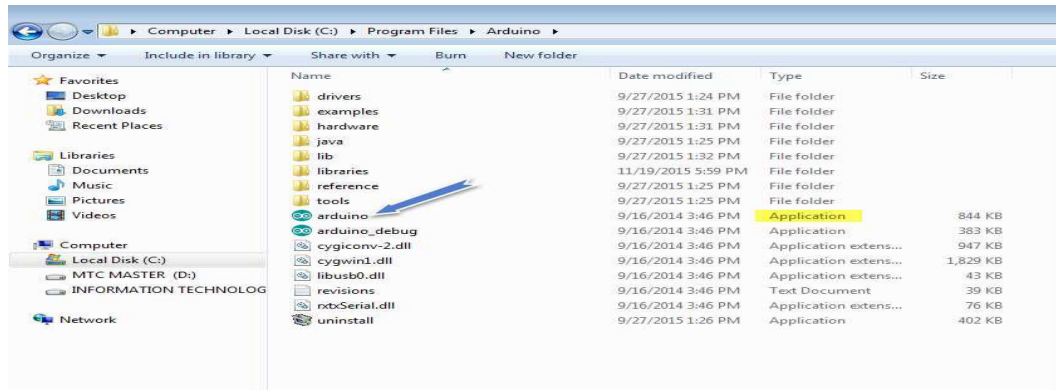 Computer Local Disk (C:) Program Files Arduino
Organize Include in library Share with Burn New folder
Favorites
Desktop
Downloads
Recent Places
Libraries
Documents
Music
Pictures
Videos
Computer
Local Disk (C:)
MTC MASTER (D:)
INFORMATION TECHNOLOG
Network
Name Date modified Type Size
drivers 9/27/2015 1:24 PM File folder
examples 9/27/2015 1:31 PM File folder
hardware 9/27/2015 1:31 PM File folder
java 9/27/2015 1:25 PM File folder
lib 9/27/2015 1:32 PM File folder
libraries 11/19/2015 5:59 PM File folder
reference 9/27/2015 1:25 PM File folder
tools 9/27/2015 1:25 PM File folder
arduino 9/16/2014 3:46 PM Application 844 KB
arduino_debug 9/16/2014 3:46 PM Application 383 KB
cygiconv-2.dll 9/16/2014 3:46 PM Application extens... 947 KB
cygwin1.dll 9/16/2014 3:46 PM Application extens... 1,829 KB
libusb0.dll 9/16/2014 3:46 PM Application extens... 43 KB
revisions 9/16/2014 3:46 PM Text Document 39 KB
rxtxSerial.dll 9/16/2014 3:46 PM Application extens... 76 KB
uninstall 9/27/2015 1:26 PM Application 402 KB